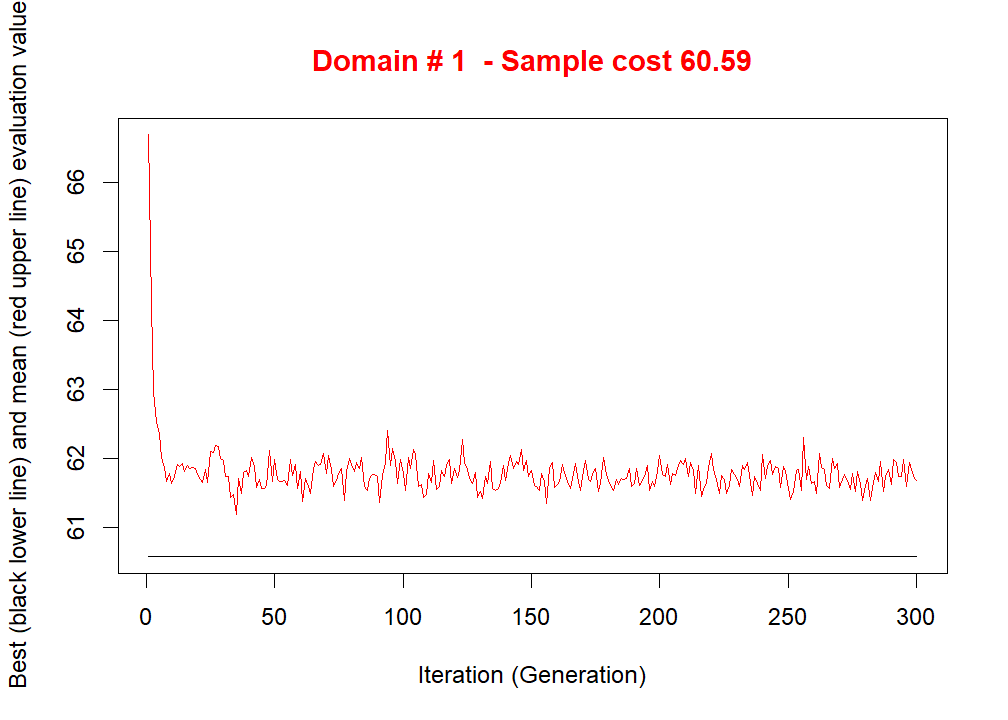 Domain # 1  - Sample cost 60.59
Best (black lower line) and mean (red upper line) evaluation value
66
65
64
63
62
61
0 50 100 150 200 250 300
Iteration (Generation)